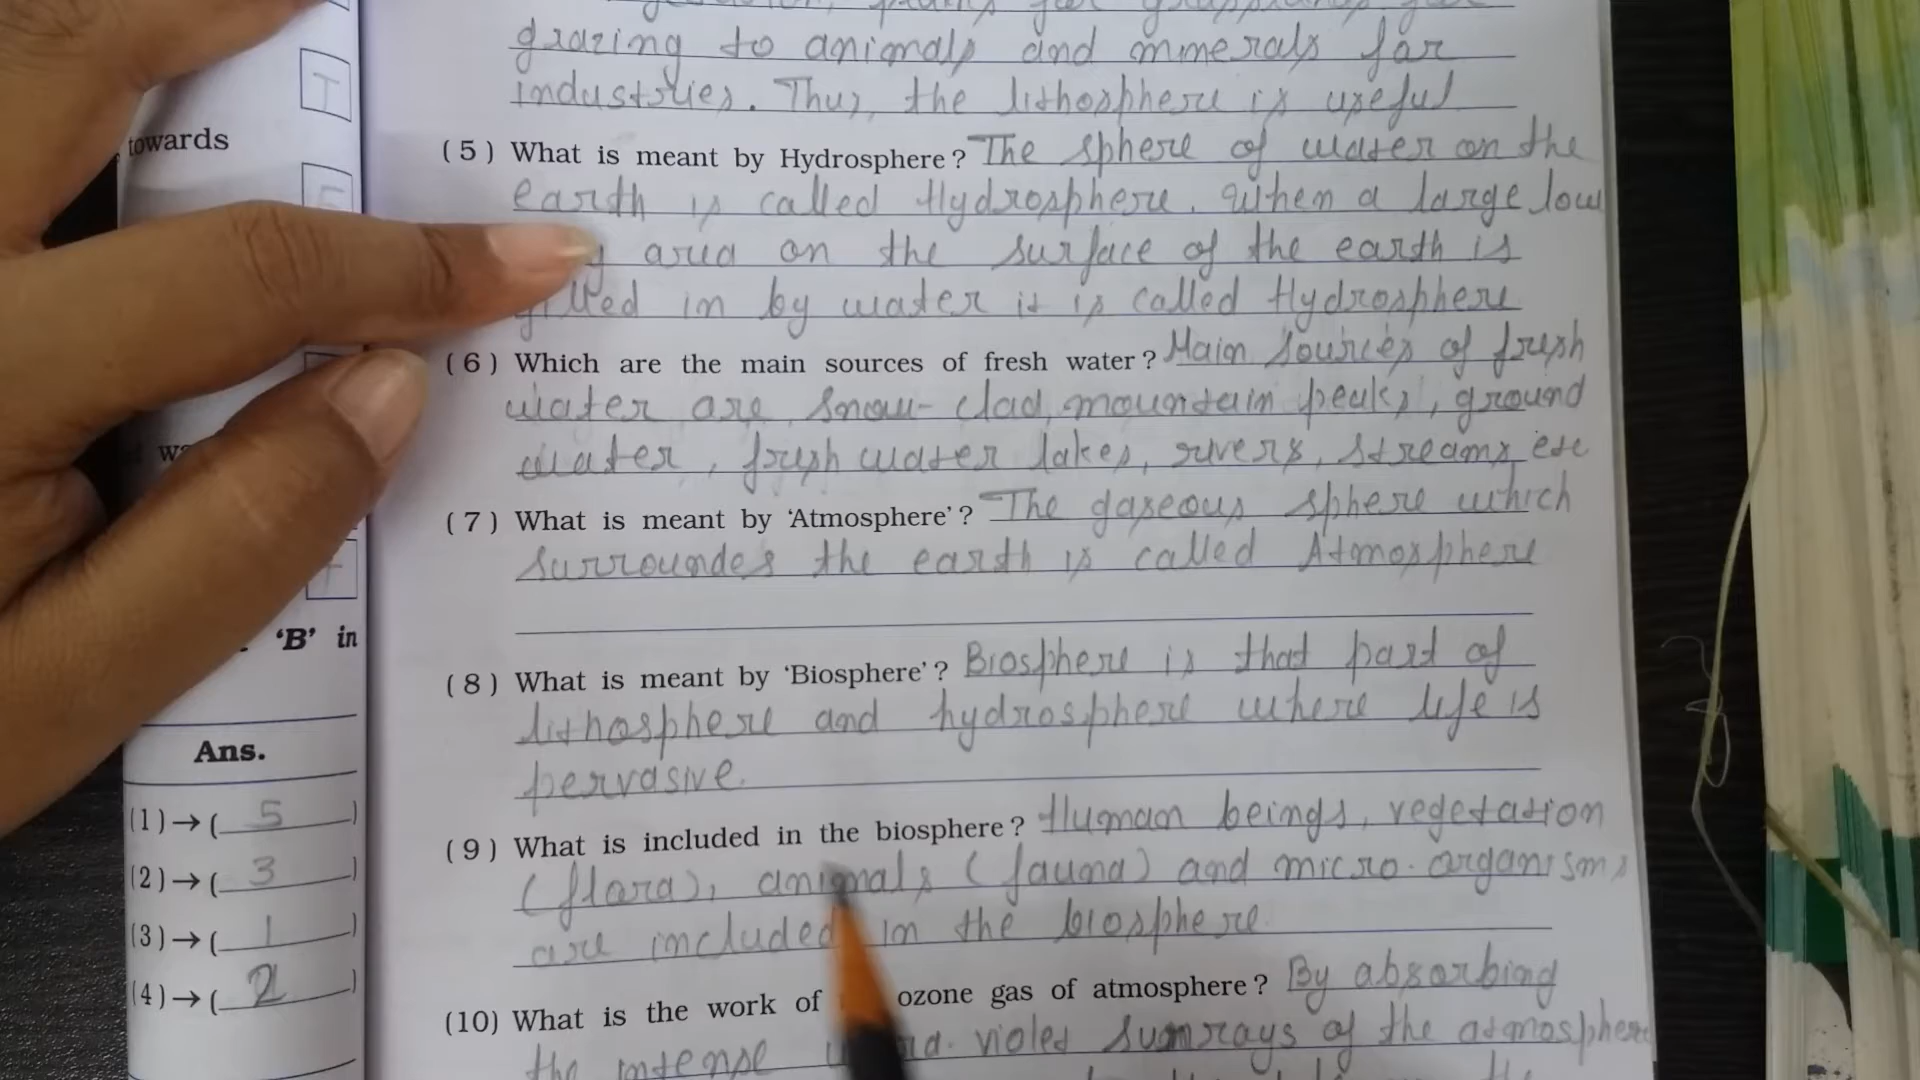 grazing to animals and minerals for
industries. Thus, the lithosphere is useful
(5) What is meant by Hydrosphere? The sphere of water on the
earth is called Hydrosphere. When a large low
area on the surface of the earth is
filled in by water it is called Hydrosphere
(6) Which are the main sources of fresh water? Main sources of fresh
water are snow-clad mountain peaks, ground
water, fresh water lakes, rivers, streams etc
(7) What is meant by 'Atmosphere'? The gaseous sphere which
surroundes the earth is called Atmosphere
(8) What is meant by 'Biosphere'? Biosphere is that part of
lithosphere and hydrosphere where life is
pervasive.
(9) What is included in the biosphere? Human beings, vegetation
(flora), animals (fauna) and micro-organisms
are included in the biosphere.
(10) What is the work of ozone gas of atmosphere? By absorbing
the intense violet sunrays of the atmosphere
T
towards
'B' in
Ans.
(1)→( 5 )
(2)→( 3 )
(3)→( 1 )
(4)→( 2 )